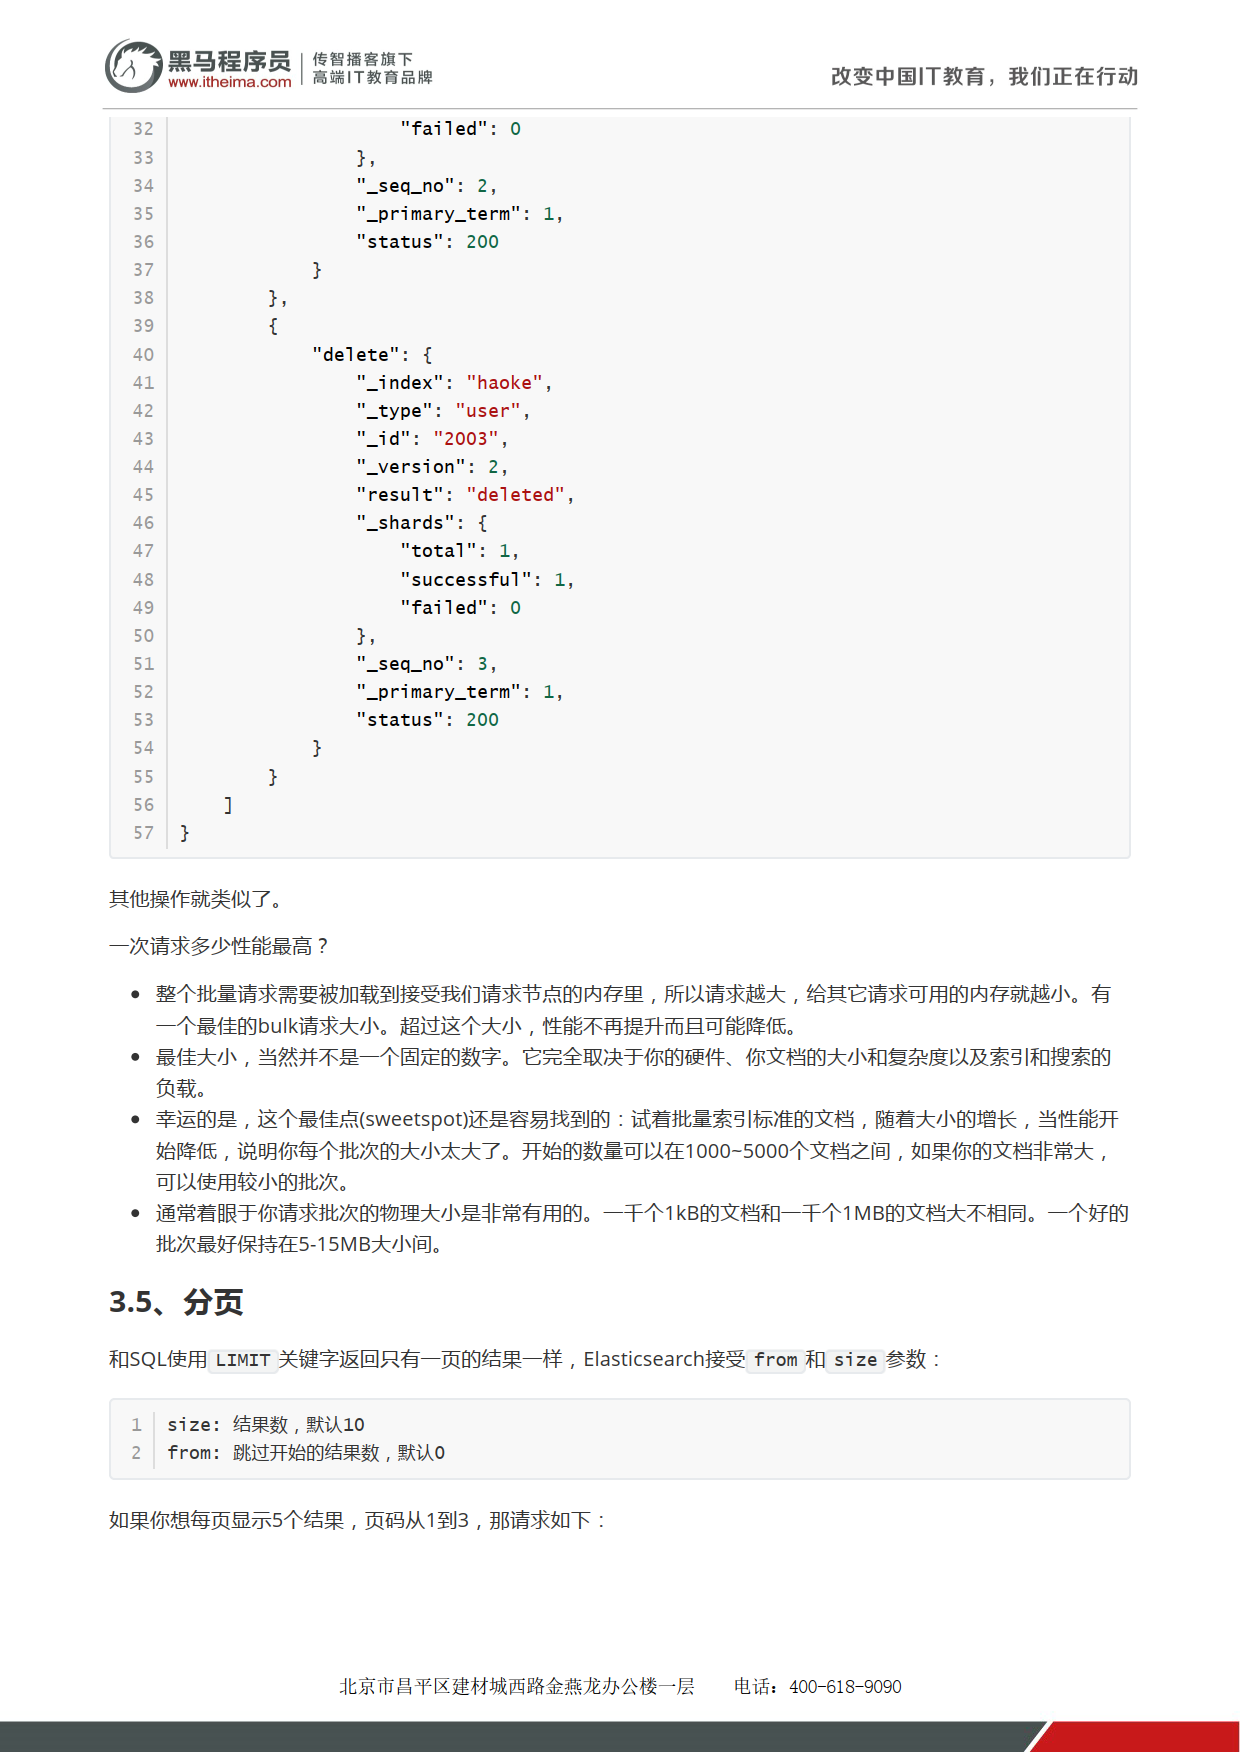 黑马程序员
www.itheima.com
传智播客旗下
高端IT教育品牌
改变中国IT教育，我们正在行动
32                     "failed": 0
33                 },
34                 "_seq_no": 2,
35                 "_primary_term": 1,
36                 "status": 200
37             }
38         },
39         {
40             "delete": {
41                 "_index": "haoke",
42                 "_type": "user",
43                 "_id": "2003",
44                 "_version": 2,
45                 "result": "deleted",
46                 "_shards": {
47                     "total": 1,
48                     "successful": 1,
49                     "failed": 0
50                 },
51                 "_seq_no": 3,
52                 "_primary_term": 1,
53                 "status": 200
54             }
55         }
56     ]
57 }
其他操作就类似了。
一次请求多少性能最高？
• 整个批量请求需要被加载到接受我们请求节点的内存里，所以请求越大，给其它请求可用的内存就越小。有
一个最佳的bulk请求大小。超过这个大小，性能不再提升而且可能降低。
• 最佳大小，当然并不是一个固定的数字。它完全取决于你的硬件、你文档的大小和复杂度以及索引和搜索的
负载。
• 幸运的是，这个最佳点(sweetspot)还是容易找到的：试着批量索引标准的文档，随着大小的增长，当性能开
始降低，说明你每个批次的大小太大了。开始的数量可以在1000~5000个文档之间，如果你的文档非常大，
可以使用较小的批次。
• 通常着眼于你请求批次的物理大小是非常有用的。一千个1kB的文档和一千个1MB的文档大不相同。一个好的
批次最好保持在5-15MB大小间。
3.5、分页
和SQL使用 LIMIT 关键字返回只有一页的结果一样，Elasticsearch接受 from 和 size 参数：
1 size: 结果数，默认10
2 from: 跳过开始的结果数，默认0
如果你想每页显示5个结果，页码从1到3，那请求如下：
北京市昌平区建材城西路金燕龙办公楼一层 电话：400-618-9090